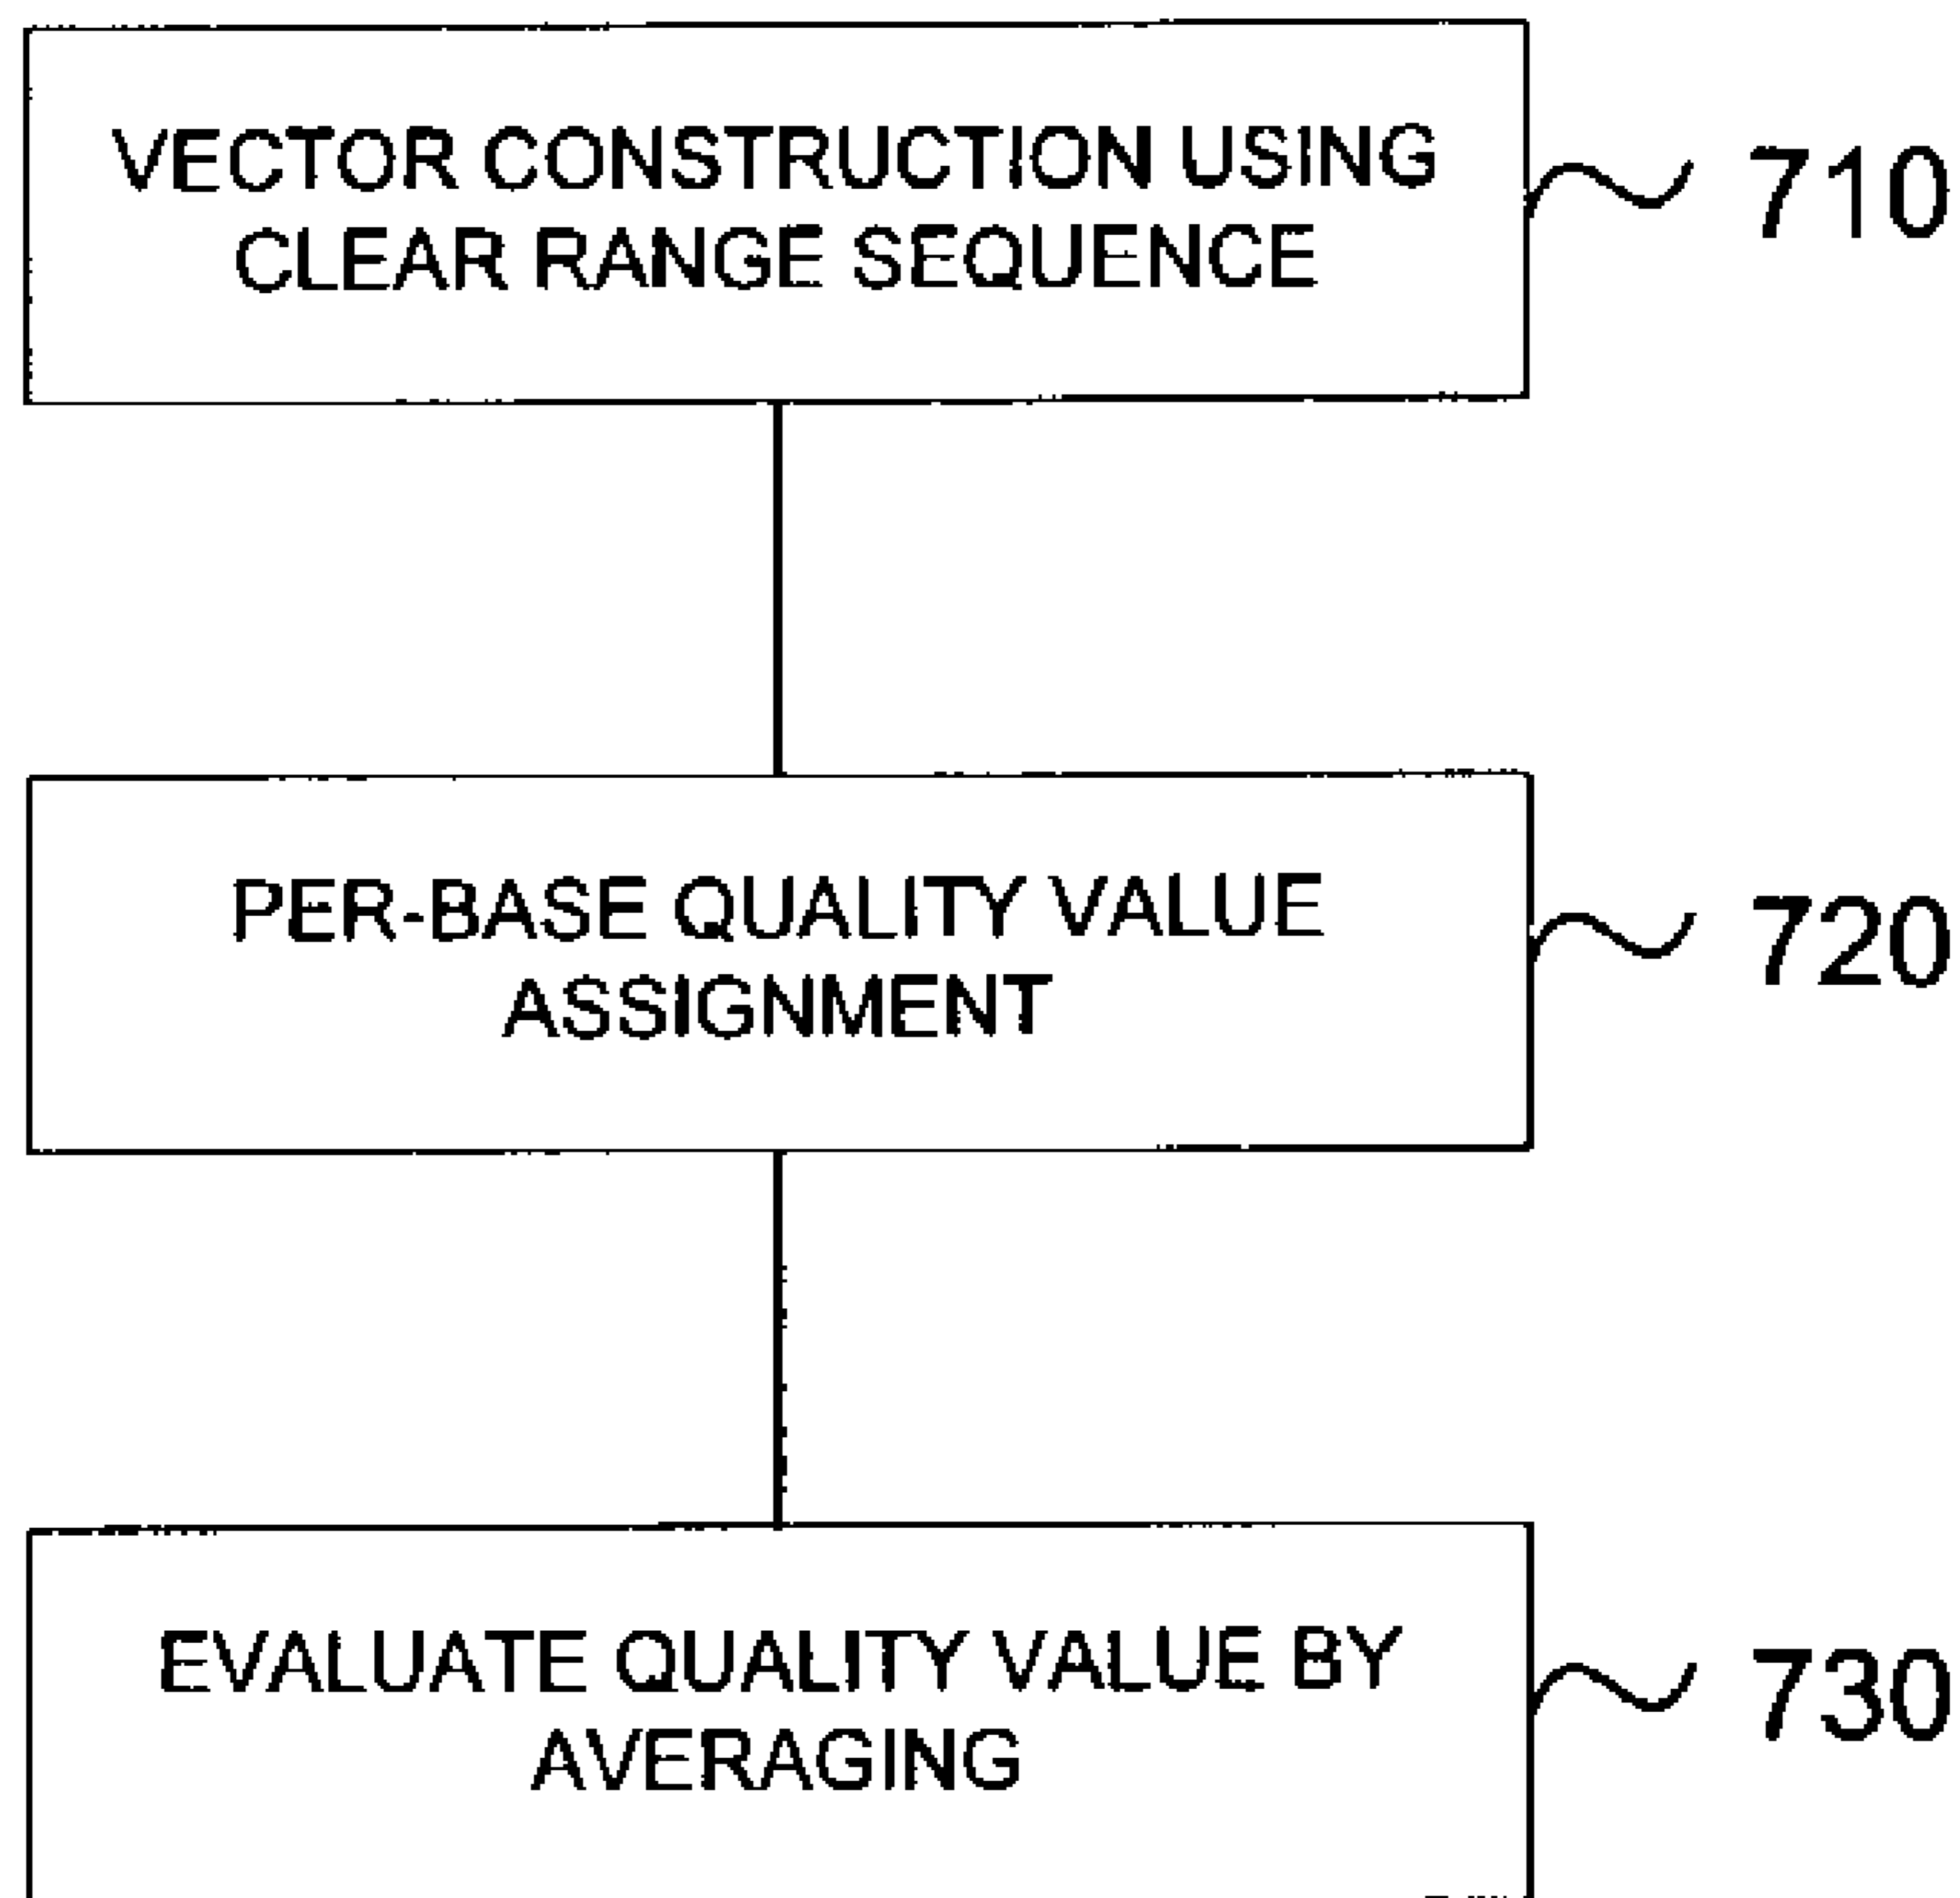 VECTOR CONSTRUCTION USING
CLEAR RANGE SEQUENCE
710
PER-BASE QUALITY VALUE
ASSIGNMENT
720
EVALUATE QUALITY VALUE BY
AVERAGING
730